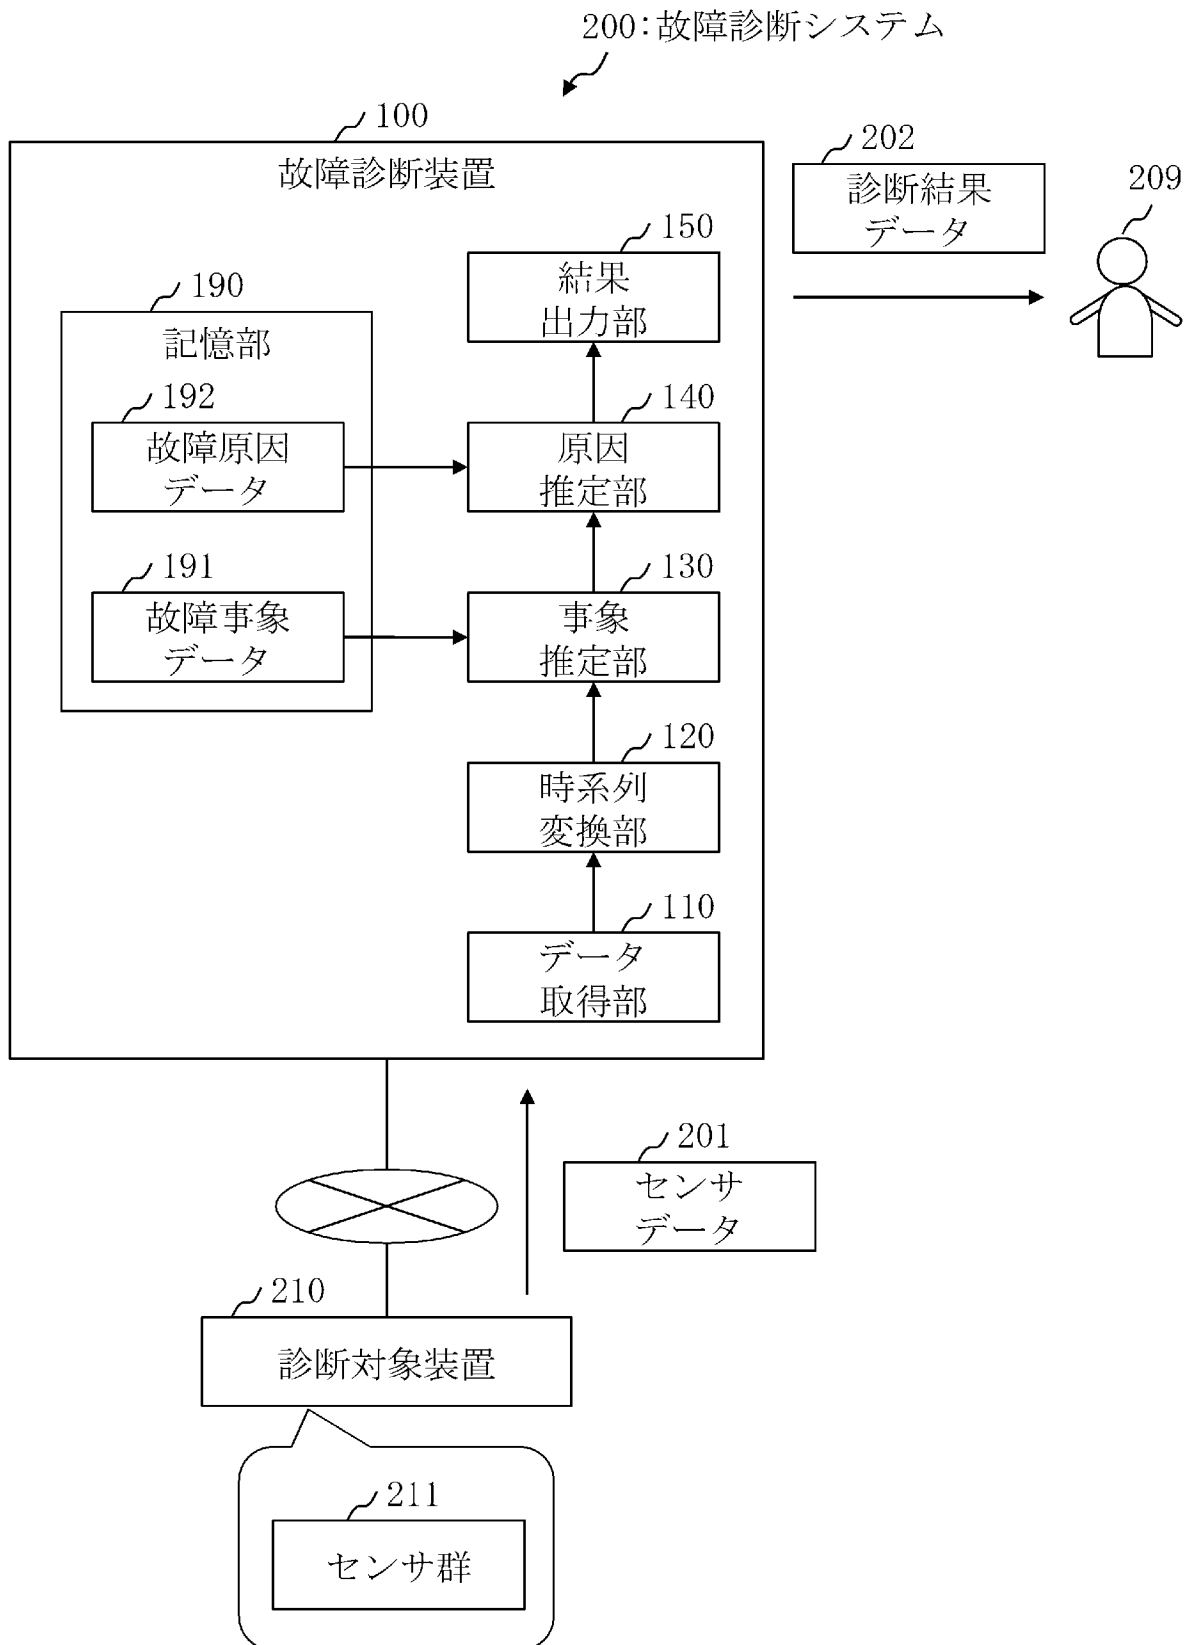 200:故障診断システム
100
故障診断装置
202
診断結果
データ
209
150
結果
出力部
190
記憶部
192
故障原因
データ
140
原因
推定部
191
故障事象
データ
130
事象
推定部
120
時系列
変換部
110
データ
取得部
201
センサ
データ
210
診断対象装置
211
センサ群